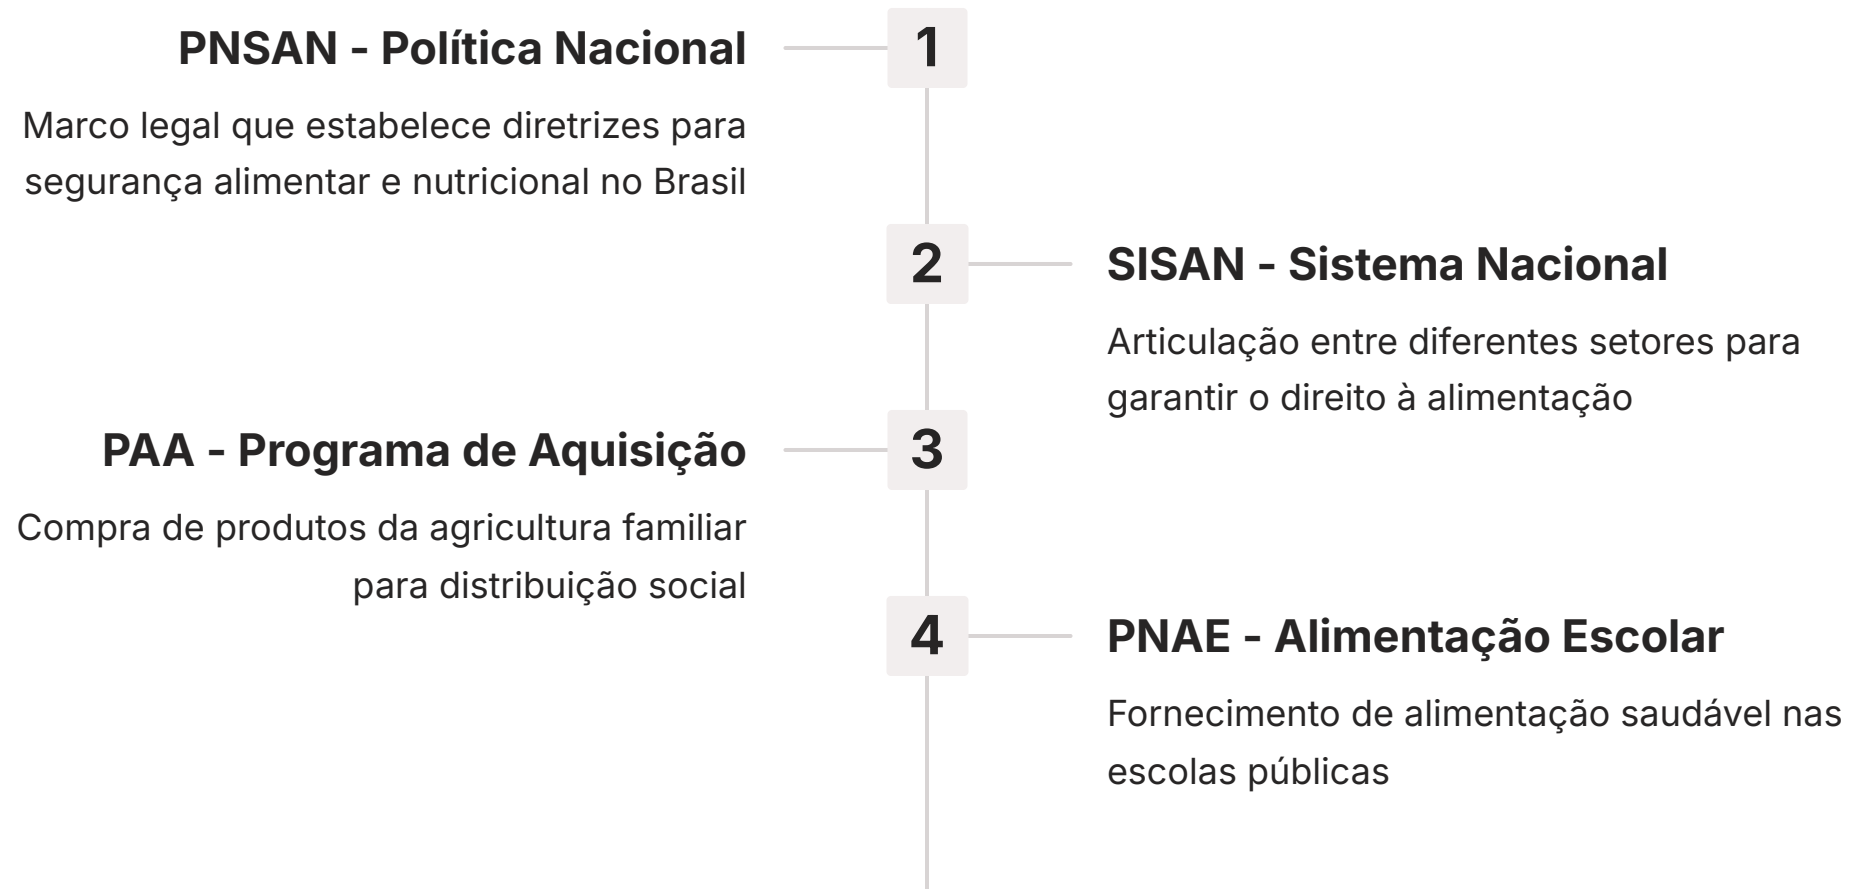 PNSAN - Política Nacional
1
Marco legal que estabelece diretrizes para
segurança alimentar e nutricional no Brasil
2
SISAN - Sistema Nacional
Articulação entre diferentes setores para
garantir o direito à alimentação
PAA - Programa de Aquisição
3
Compra de produtos da agricultura familiar
para distribuição social
4
PNAE - Alimentação Escolar
Fornecimento de alimentação saudável nas
escolas públicas